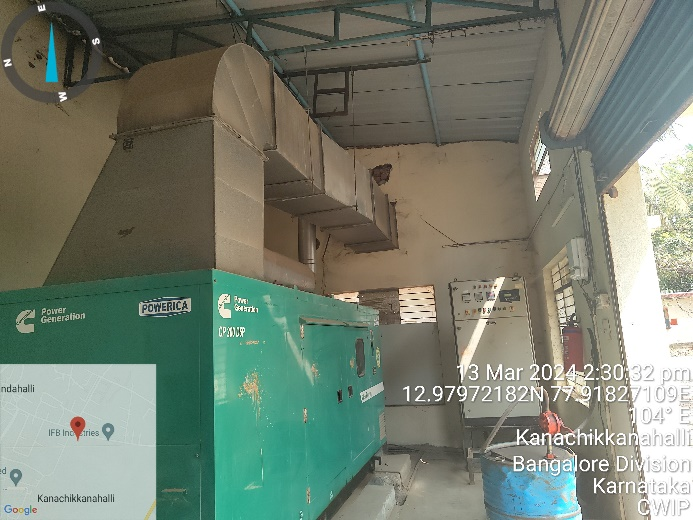 E
S
N
W
Power
Generation
POWERICA
Power
Generation
ndahalli
IFB Industries
ed
Kanachikkanahalli
Google
13 Mar 2024 2:30:32 pm
12.97972182N 77.91827109E
104° E
Kanachikkanahalli
Bangalore Division
Karnataka
CWIP